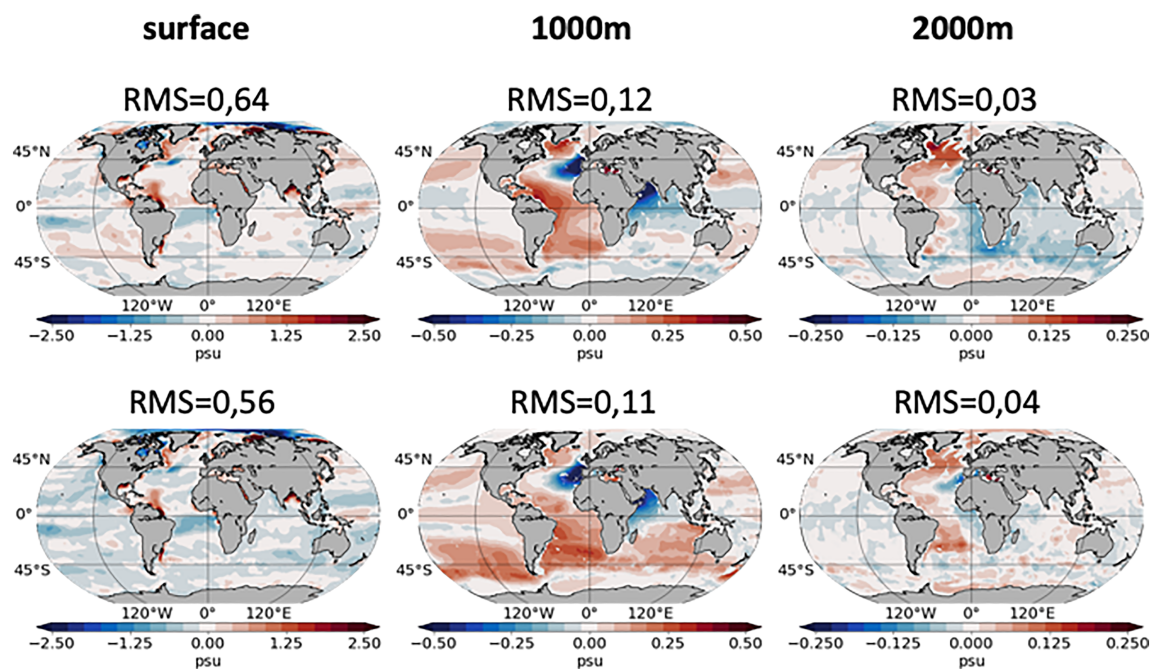 surface 1000m 2000m
RMS=0,64 RMS=0,12 RMS=0,03
45°N 45°N 45°N
0° 0° 0°
45°S 45°S 45°S
120°W 0° 120°E 120°W 0° 120°E 120°W 0° 120°E
−2.50 −1.25 0.00 1.25 2.50 −0.50 −0.25 0.00 0.25 0.50 −0.250 −0.125 0.000 0.125 0.250
psu psu psu
RMS=0,56 RMS=0,11 RMS=0,04
45°N 45°N 45°N
0° 0° 0°
45°S 45°S 45°S
120°W 0° 120°E 120°W 0° 120°E 120°W 0° 120°E
−2.50 −1.25 0.00 1.25 2.50 −0.50 −0.25 0.00 0.25 0.50 −0.250 −0.125 0.000 0.125 0.250
psu psu psu